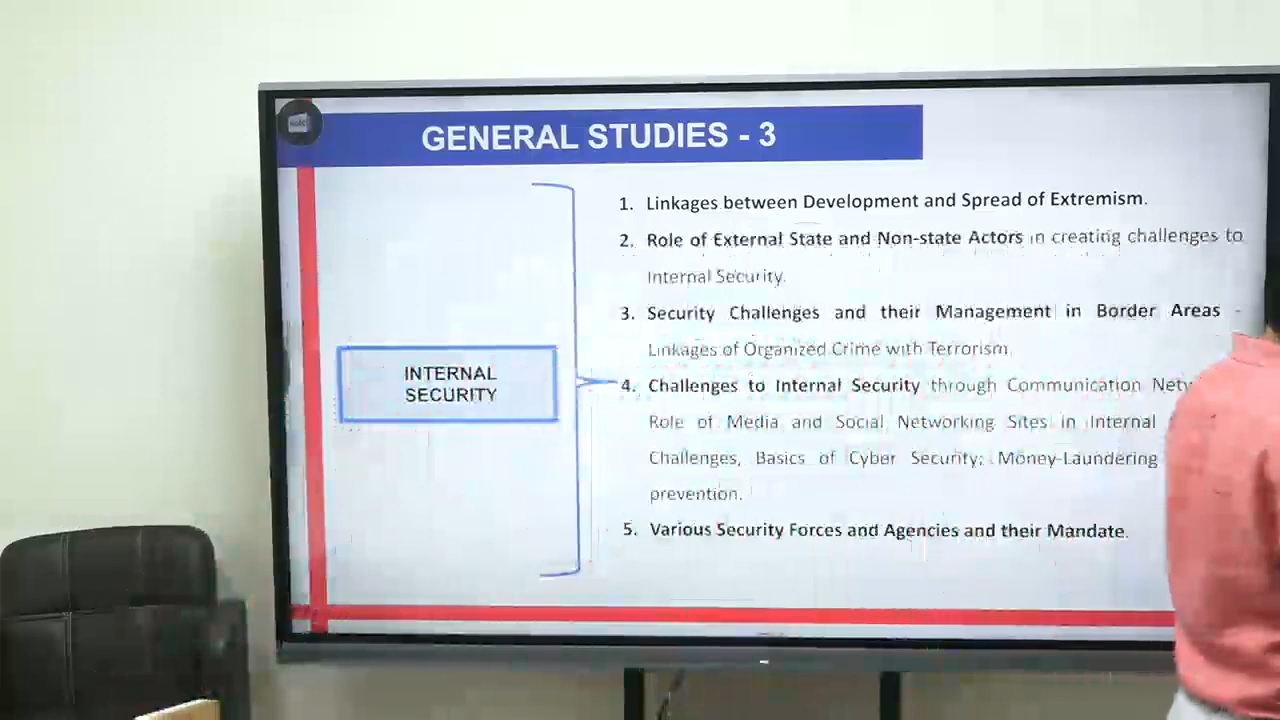 GENERAL STUDIES - 3
INTERNAL
SECURITY
1. Linkages between Development and Spread of Extremism.
2. Role of External State and Non-state Actors in creating challenges to
Internal Security.
3. Security Challenges and their Management in Border Areas -
Linkages of Organized Crime with Terrorism
4. Challenges to Internal Security through Communication
Role of Media and Social Networking Sites in Internal
Challenges, Basics of Cyber Security; Money-Laundering
prevention.
5. Various Security Forces and Agencies and their Mandate.